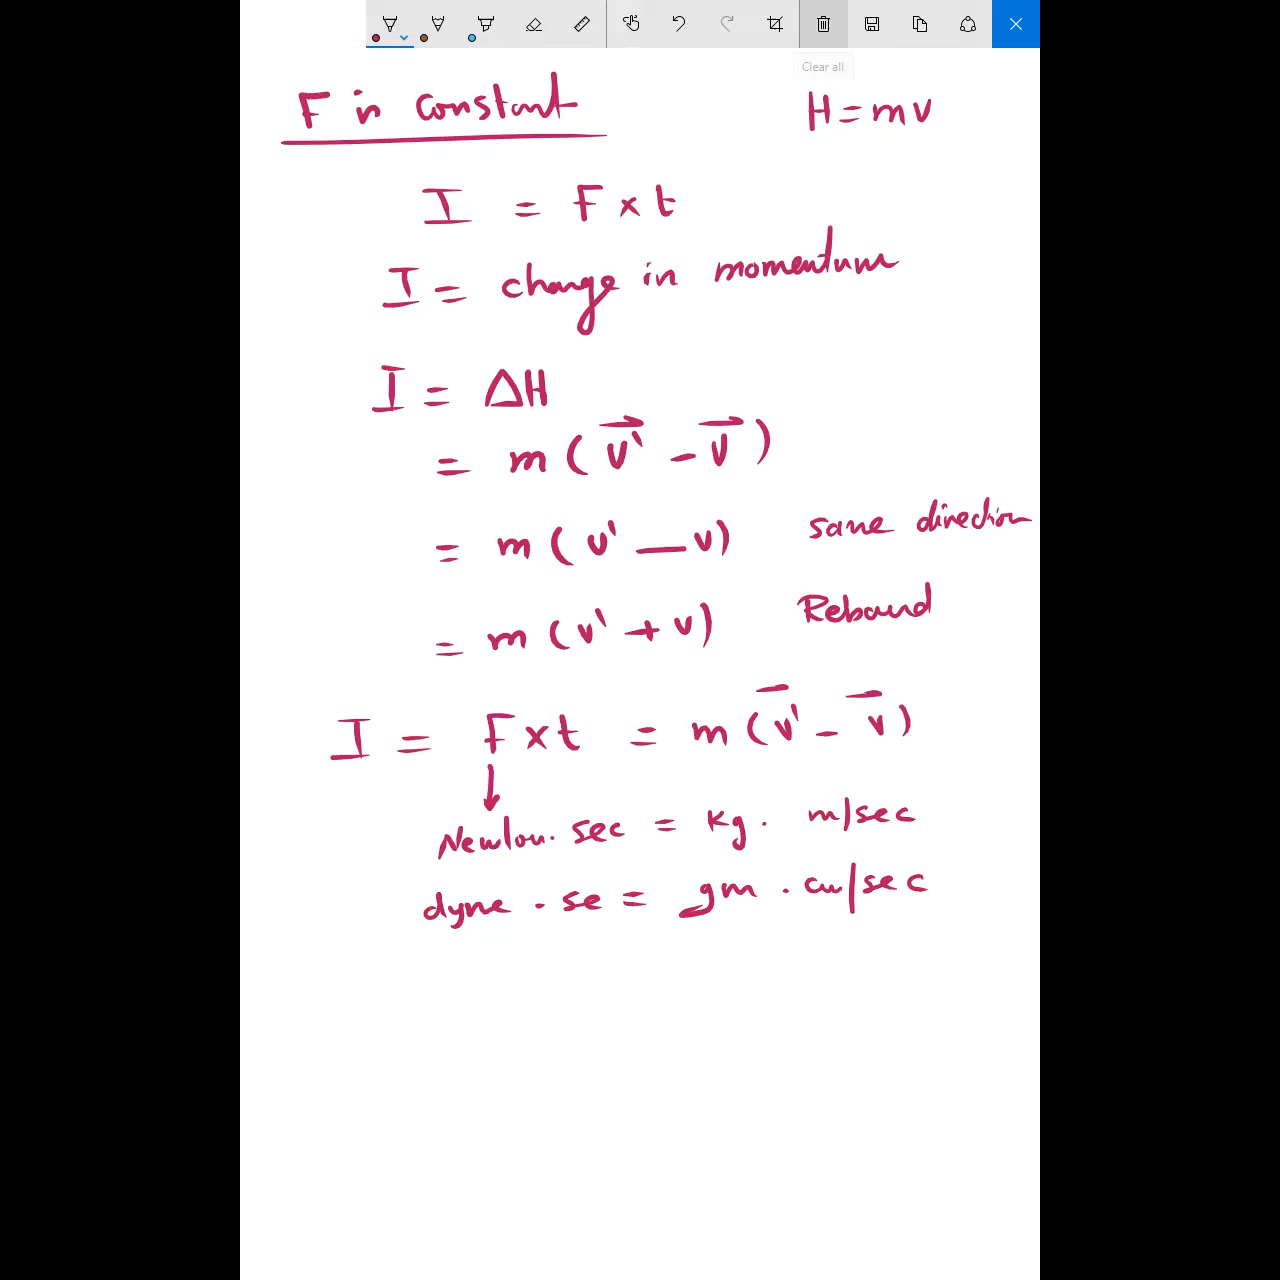 Clear all
F is constant
H = mv
I = F × t
I = change in momentum
I = ΔH
= m ( v⃗' - v⃗ )
= m ( v' — v ) same direction
= m ( v' + v ) Rebound
I = F × t = m ( v̄' - v̄ )
↓
Newton. sec = kg . m/sec
dyne . se = gm . cm/sec